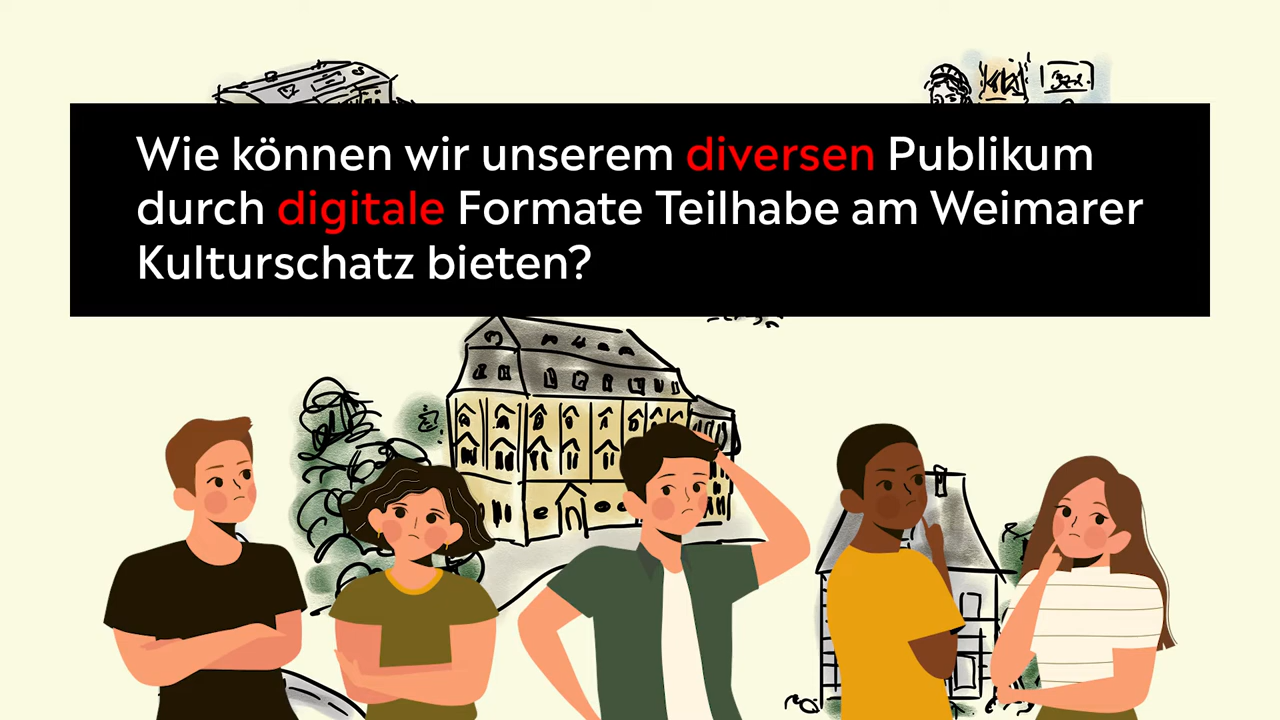 Wie können wir unserem diversen Publikum
durch digitale Formate Teilhabe am Weimarer
Kulturschatz bieten?